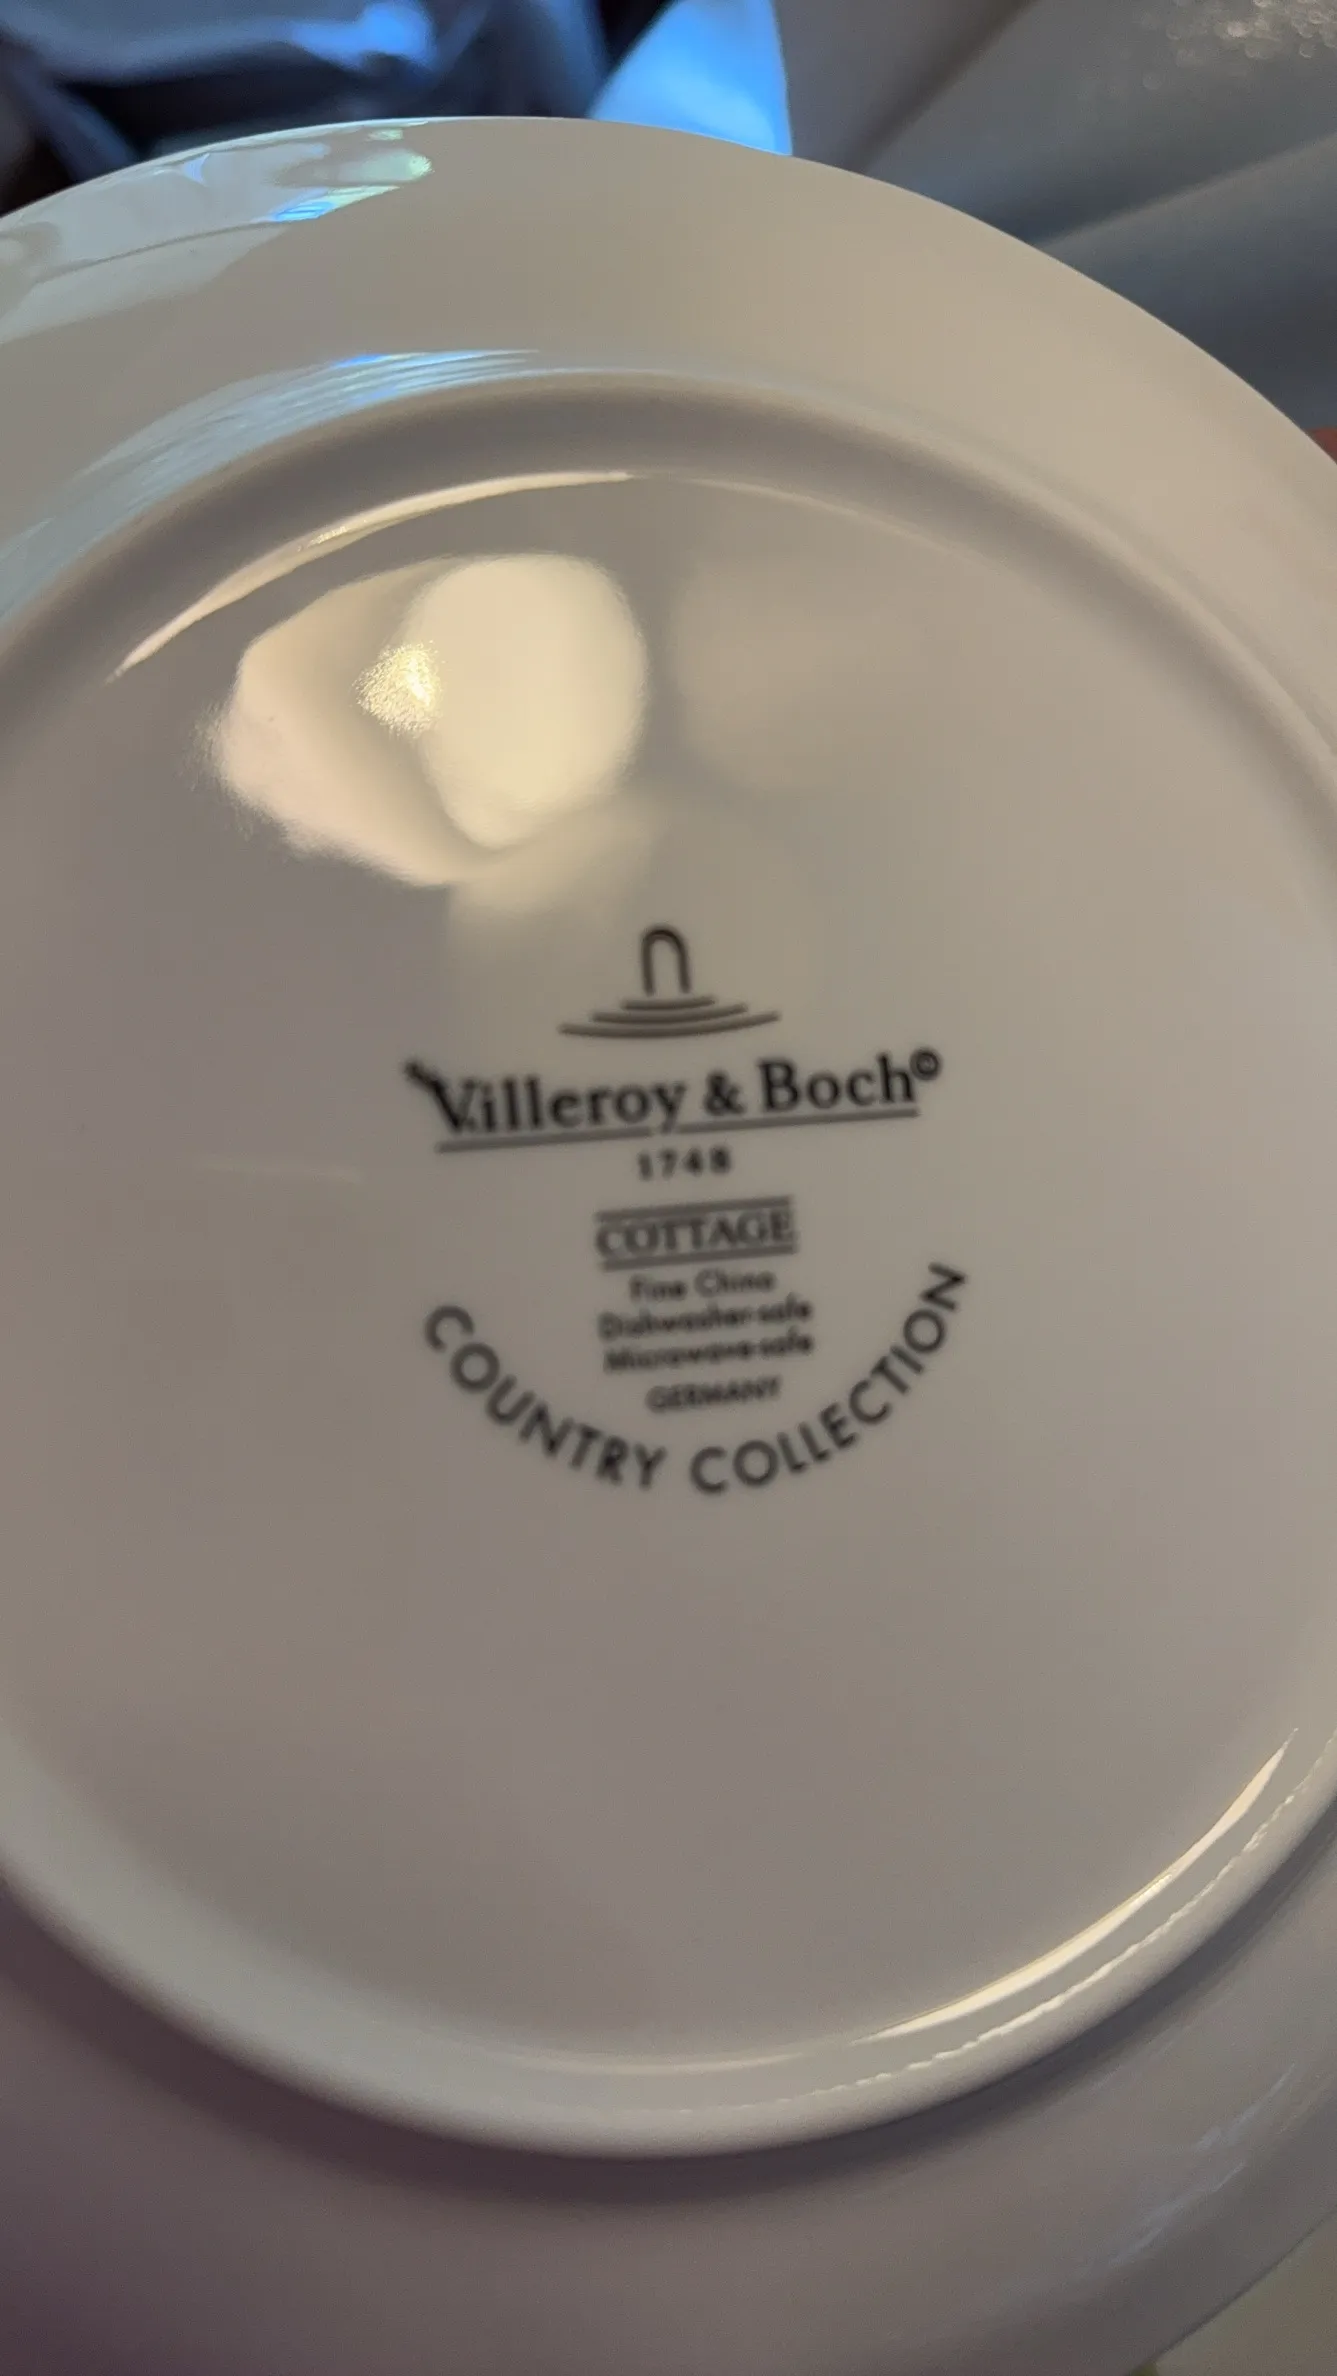 Villeroy & Boch©
1748
COTTAGE
Fine China
Dishwasher-safe
Microwave-safe
GERMANY
COUNTRY COLLECTION